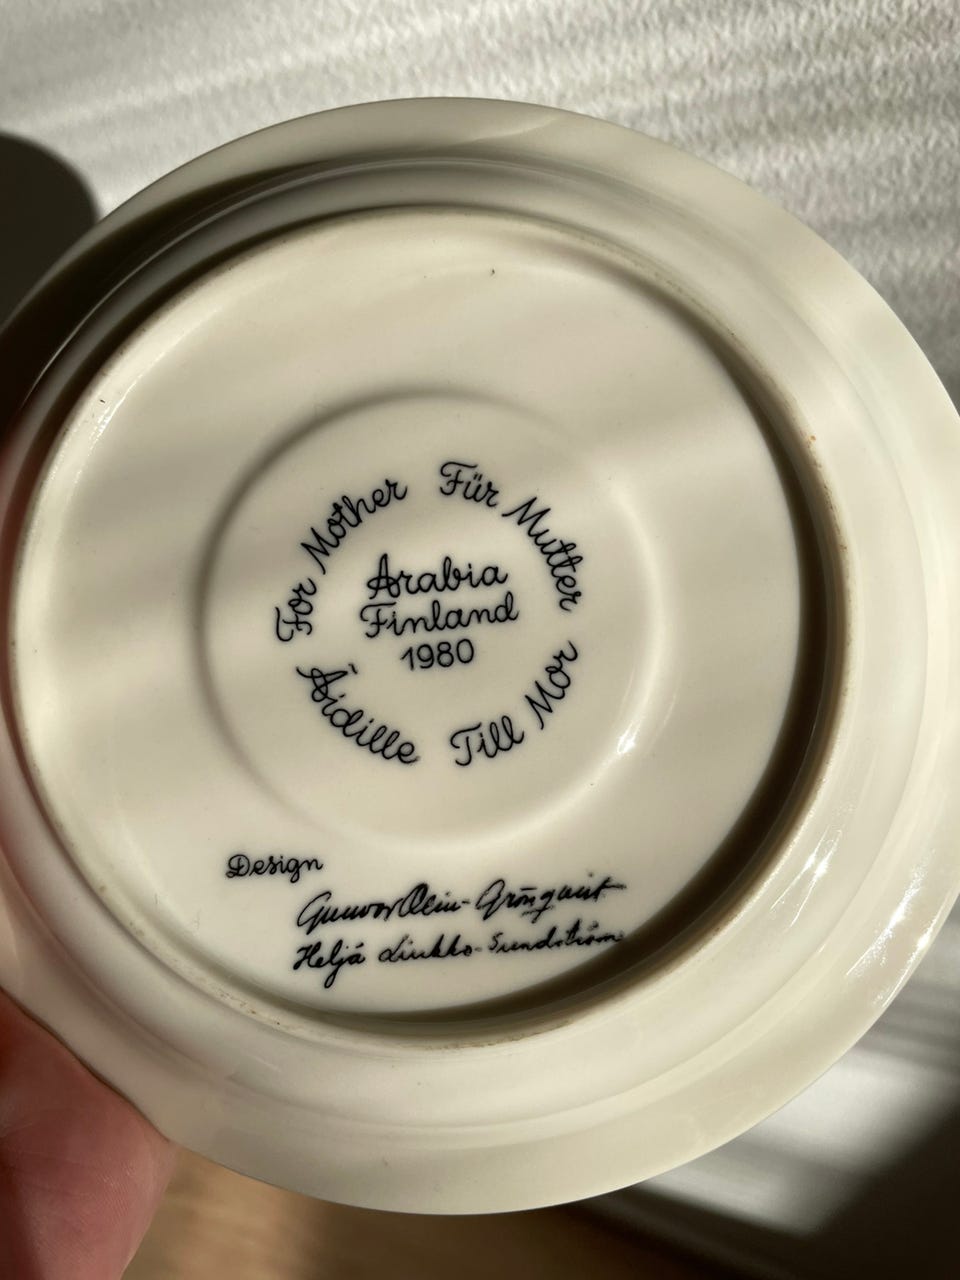 For Mother Für Mutter
Till Mor
Äidille
Arabia
Finland
1980
Design
Gunvor Olin-Grönqvist
Heljä Liukko-Sundström